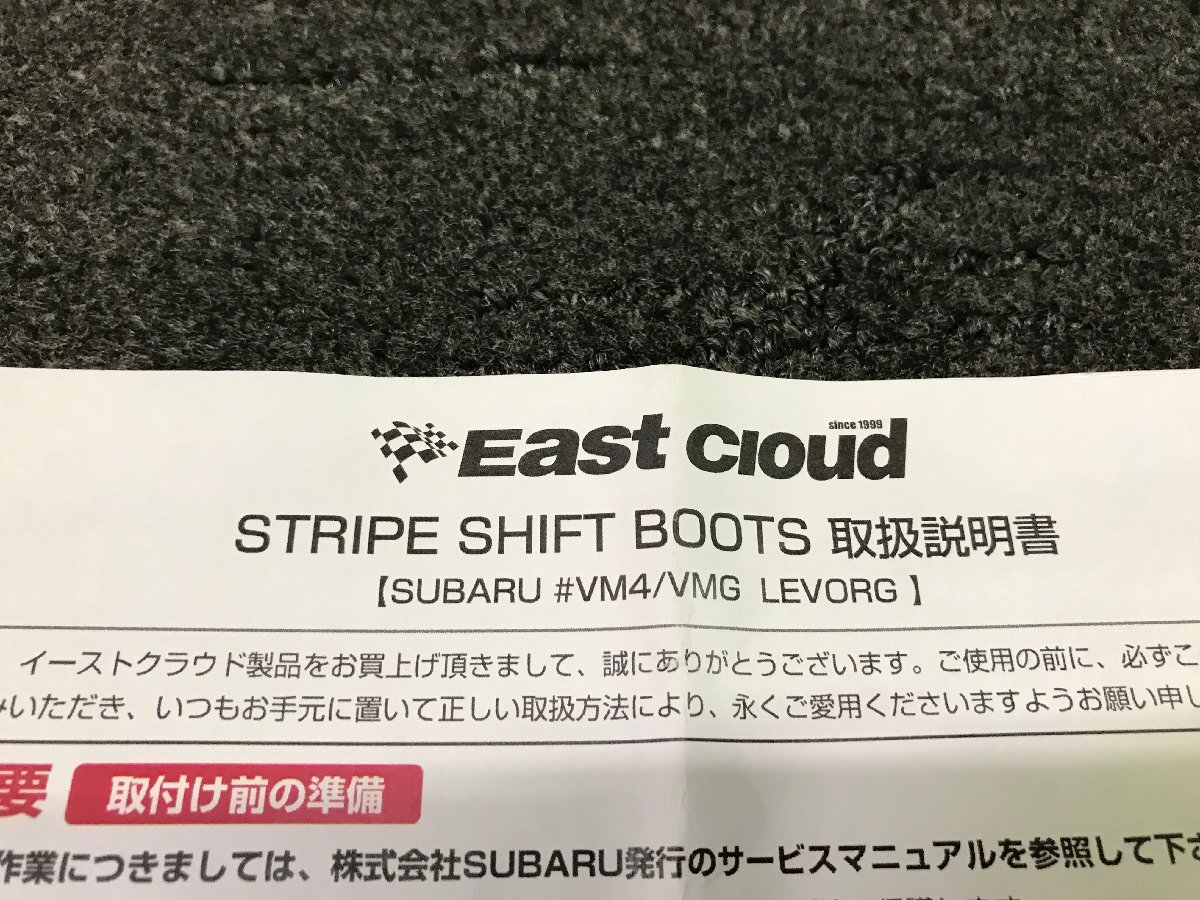 East Cloud
since 1999
STRIPE SHIFT BOOTS 取扱説明書
【SUBARU #VM4/VMG LEVORG】
イーストクラウド製品をお買上げ頂きまして、誠にありがとうございます。ご使用の前に、必ずこ
いただき、いつもお手元に置いて正しい取扱方法により、永くご愛用くださいますようお願い申し
要 取付け前の準備
作業につきましては、株式会社SUBARU発行のサービスマニュアルを参照して下さ